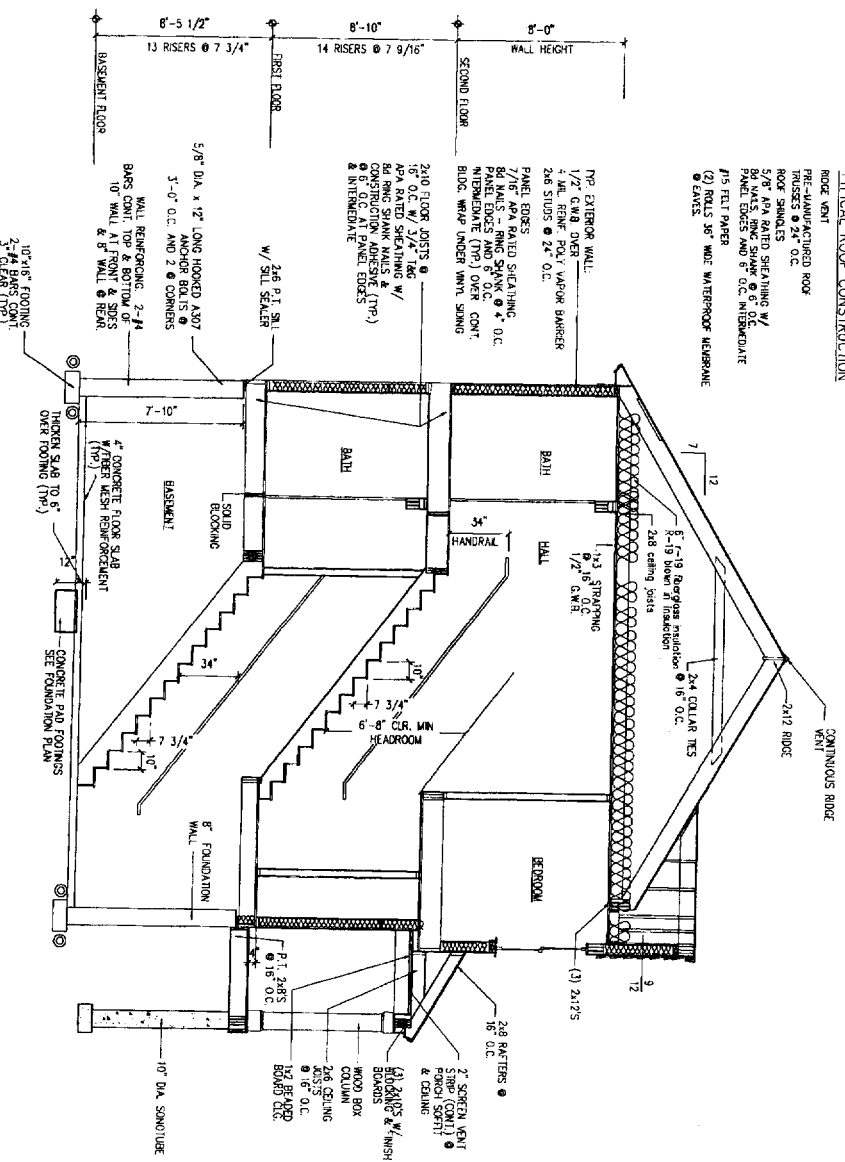 TYPICAL ROOF CONSTRUCTION
RIDGE VENT
PRE-MANUFACTURED ROOF
TRUSSES @ 24" O.C.
ROOF SHINGLES
5/8" APA RATED SHEATHING W/
8d NAILS, RING SHANK @ 6" O.C.
PANEL EDGES AND 6" O.C. INTERMEDIATE
#15 FELT PAPER
(2) ROLLS 36" WIDE WATERPROOF MEMBRANE
@ EAVES.
CONTINUOUS RIDGE
VENT
2x12 RIDGE
2x4 COLLAR TIES
@ 16" O.C.
6" r-19 fiberglass insulation
R-19 blown in insulation
2x8 ceiling joists
7
12
9
12
1x3 STRAPPING
@ 16" O.C.
1/2" G.W.B.
8'-0"
WALL HEIGHT
SECOND FLOOR
8'-10"
14 RISERS @ 7 9/16"
FIRST FLOOR
8'-5 1/2"
13 RISERS @ 7 3/4"
BASEMENT FLOOR
TYP. EXTERIOR WALL:
1/2" G.W.B. OVER
4 MIL REINF. POLY VAPOR BARRIER
2x6 STUDS @ 24" O.C.
PANEL EDGES
7/16" APA RATED SHEATHING
8d NAILS - RING SHANK @ 4" O.C.
PANEL EDGES AND 6" O.C.
INTERMEDIATE (TYP.) OVER CONT.
BLDG. WRAP UNDER VINYL SIDING
2x10 FLOOR JOISTS @
16" O.C. W/ 3/4" T&G
APA RATED SHEATHING W/
8d RING SHANK NAILS &
CONSTRUCTION ADHESIVE (TYP.)
@ 6" O.C. AT PANEL EDGES
& INTERMEDIATE
2x6 P.T. SILL
W/ SILL SEALER
5/8" DIA. x 12" LONG HOOKED A307
ANCHOR BOLTS @
3'-0" O.C. AND 2 @ CORNERS
WALL REINFORCING: 2-#4
BARS CONT. TOP & BOTTOM OF
10" WALL AT FRONT & SIDES
& 8" WALL @ REAR
10"x16" FOOTING
2-#4 BARS CONT.
3" CLEAR (TYP.)
BATH
HALL
BEDROOM
34"
HANDRAIL
(3) 2x12'S
BATH
10"
7 3/4"
6'-8" CLR. MIN
HEADROOM
2x8 RAFTERS @
16" O.C.
2" SCREEN VENT
STRIP (CONT.) @
PORCH SOFFIT
& CEILING
(3) 2x10'S W/
BLOCKING & FINISH
BOARDS
WOOD BOX
COLUMN
2x6 CEILING
JOISTS
@ 16" O.C.
1x2 BEADED
BOARD CLG.
SOLID
BLOCKING
7'-10"
BASEMENT
34"
7 3/4"
10"
8" FOUNDATION
WALL
P.T. 2x8'S
@ 16" O.C.
10" DIA. SONOTUBE
4" CONCRETE FLOOR SLAB
W/FIBER MESH REINFORCEMENT
(TYP.)
THICKEN SLAB TO 6"
OVER FOOTING (TYP.)
12"
CONCRETE PAD FOOTINGS
SEE FOUNDATION PLAN